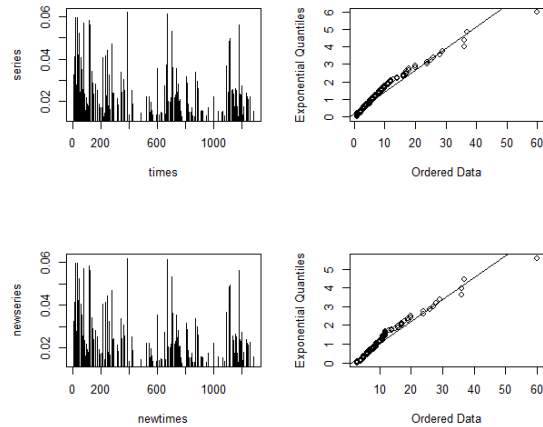 series
0.02 0.04 0.06
0 200 600 1000
times
Exponential Quantiles
0 1 2 3 4 5 6
0 10 20 30 40 50 60
Ordered Data
newseries
0.02 0.04 0.06
0 200 600 1000
newtimes
Exponential Quantiles
0 1 2 3 4 5
10 20 30 40 50 60
Ordered Data